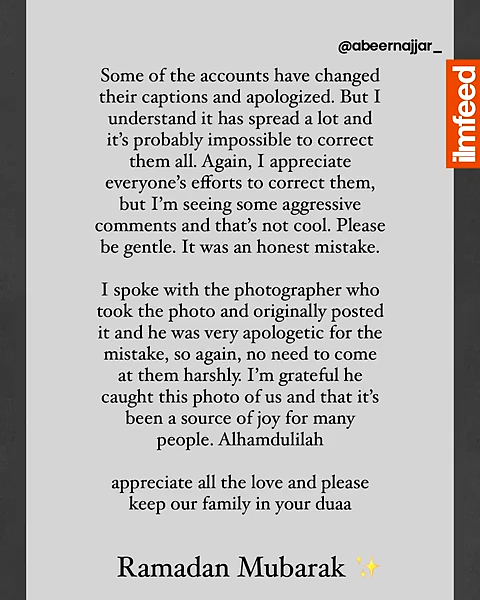 @abeernajjar_
ilmfeed
Some of the accounts have changed
their captions and apologized. But I
understand it has spread a lot and
it’s probably impossible to correct
them all. Again, I appreciate
everyone’s efforts to correct them,
but I’m seeing some aggressive
comments and that’s not cool. Please
be gentle. It was an honest mistake.
I spoke with the photographer who
took the photo and originally posted
it and he was very apologetic for the
mistake, so again, no need to come
at them harshly. I’m grateful he
caught this photo of us and that it’s
been a source of joy for many
people. Alhamdulilah
appreciate all the love and please
keep our family in your duaa
Ramadan Mubarak ✨